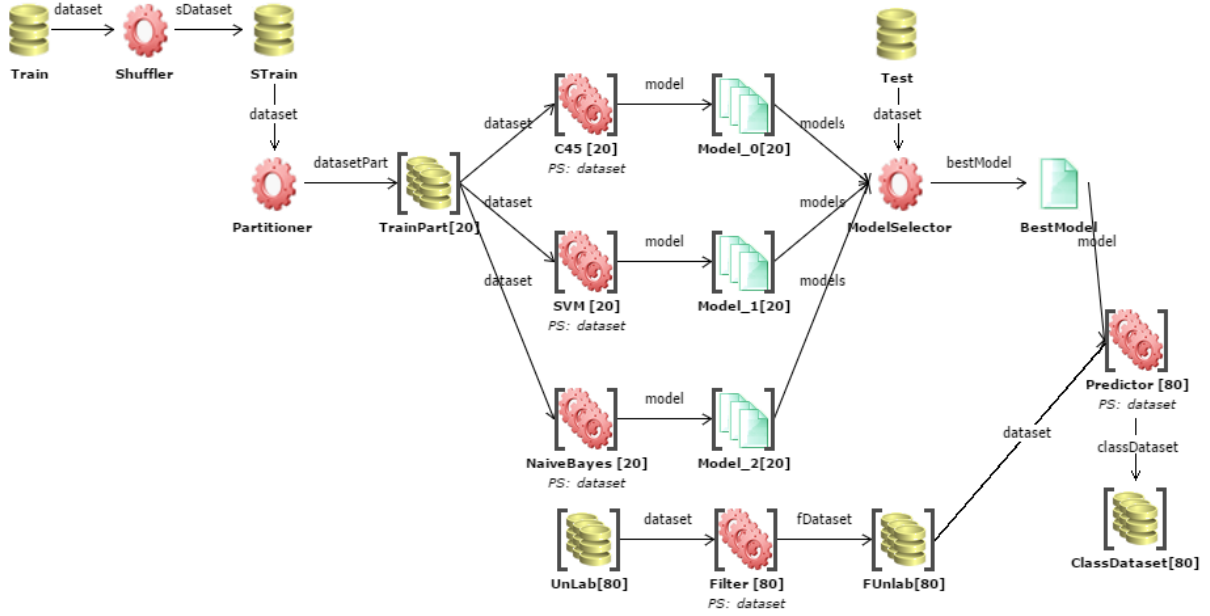 dataset
sDataset
Train
Shuffler
STrain
Test
dataset
dataset
model
models
dataset
C45 [20]
PS: dataset
Model_0[20]
datasetPart
bestModel
Partitioner
TrainPart[20]
dataset
model
models
ModelSelector
BestModel
model
dataset
SVM [20]
PS: dataset
Model_1[20]
models
model
NaiveBayes [20]
PS: dataset
Model_2[20]
Predictor [80]
PS: dataset
dataset
classDataset
dataset
fDataset
UnLab[80]
Filter [80]
PS: dataset
FUnlab[80]
ClassDataset[80]